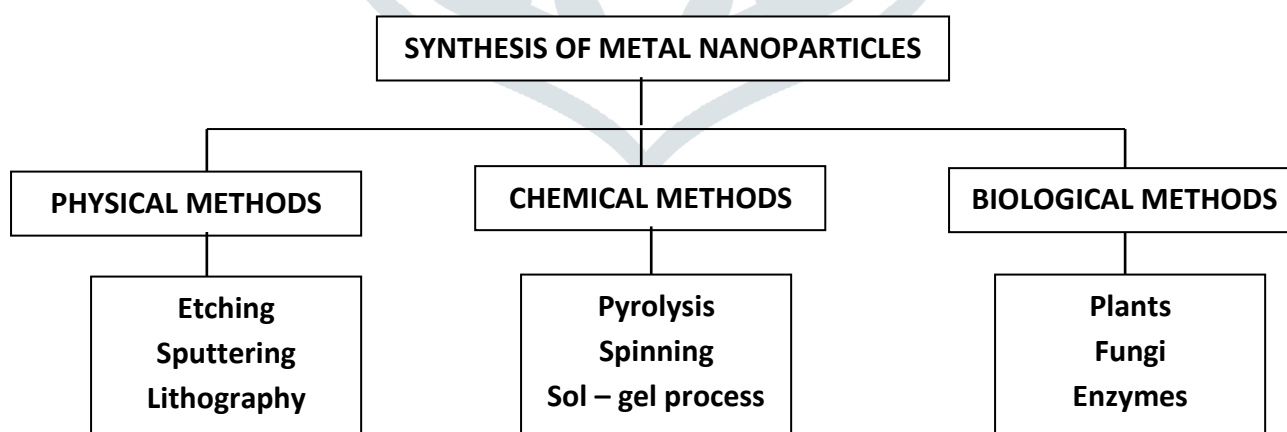 SYNTHESIS OF METAL NANOPARTICLES
PHYSICAL METHODS
CHEMICAL METHODS
BIOLOGICAL METHODS
Etching
Sputtering
Lithography
Pyrolysis
Spinning
Sol – gel process
Plants
Fungi
Enzymes